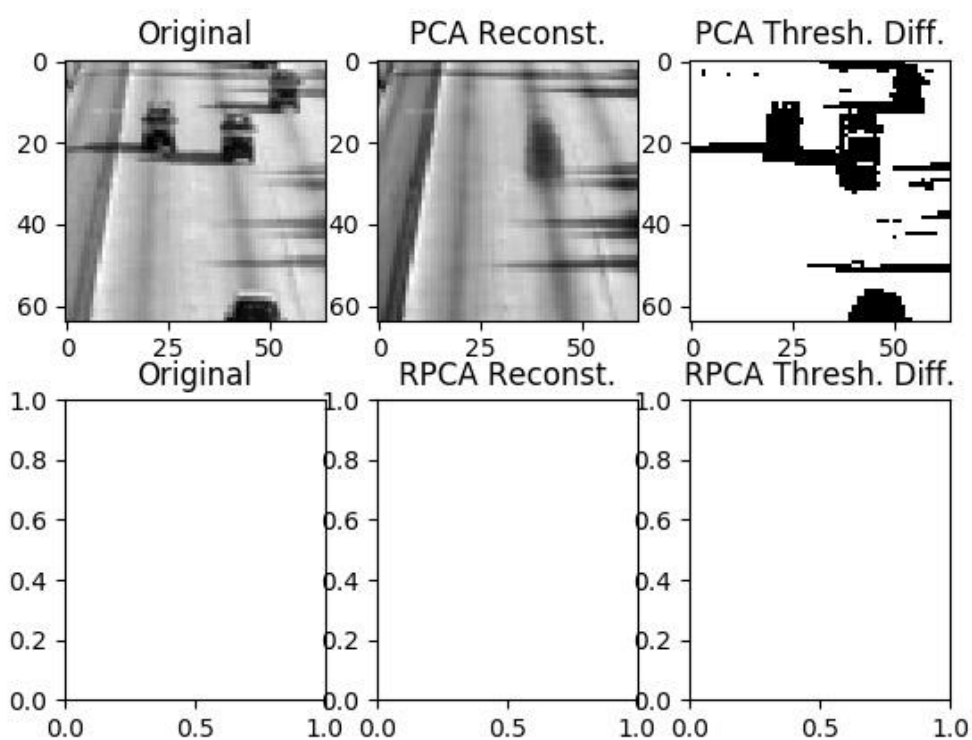 Original PCA Reconst. PCA Thresh. Diff.
0 0 0
20 20 20
40 40 40
60 60 60
0 25 50 0 25 50 0 25 50
Original RPCA Reconst. RPCA Thresh. Diff.
1.0 1.0 1.0
0.8 0.8 0.8
0.6 0.6 0.6
0.4 0.4 0.4
0.2 0.2 0.2
0.0 0.0 0.0
0.0 0.5 1.0 0.0 0.5 1.0 0.0 0.5 1.0